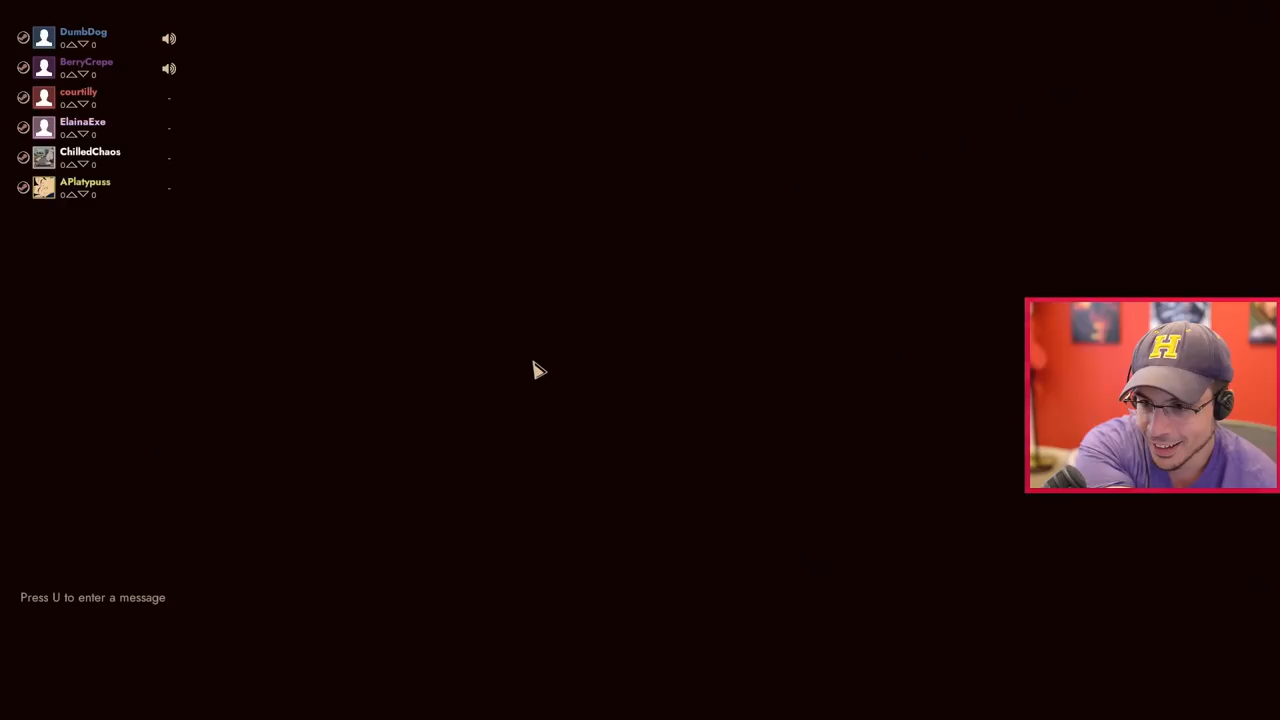 DumbDog
0 0
BerryCrepe
0 0
courtilly
0 0
-
ElainaExe
0 0
-
ChilledChaos
0 0
-
APlatypuss
0 0
-
H
Press U to enter a message